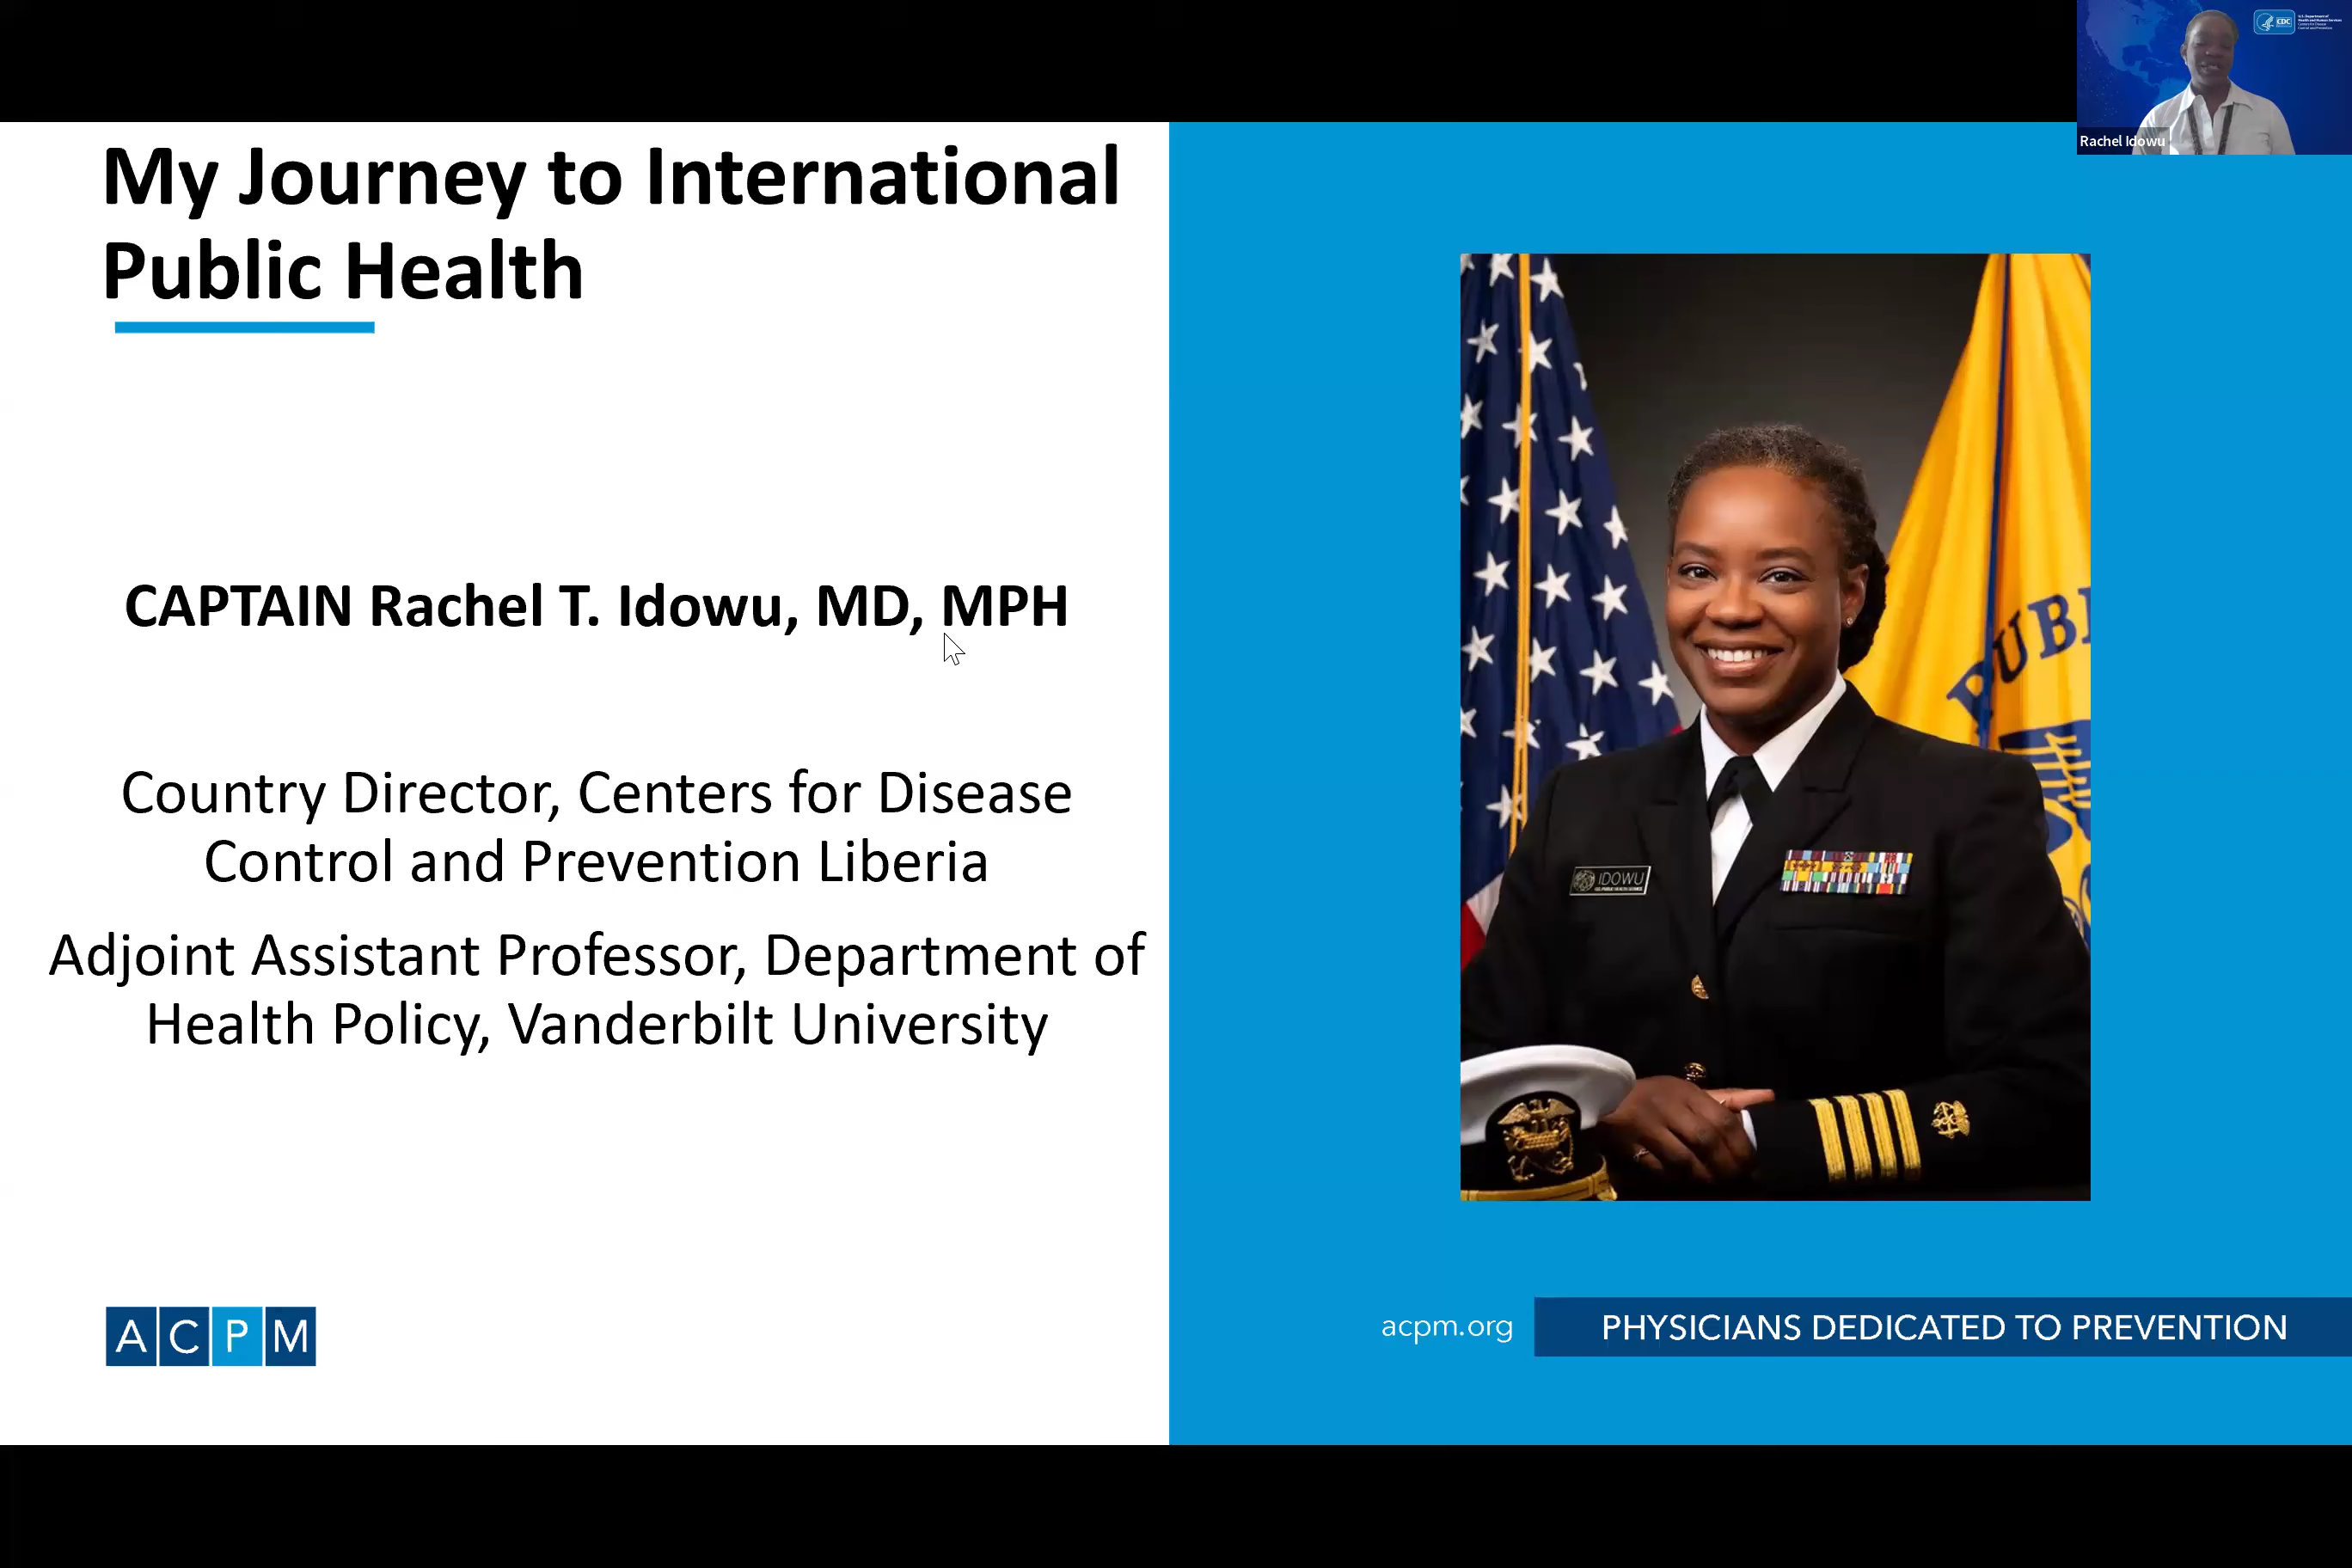 My Journey to International
Public Health
CAPTAIN Rachel T. Idowu, MD, MPH
Country Director, Centers for Disease
Control and Prevention Liberia
Adjoint Assistant Professor, Department of
Health Policy, Vanderbilt University
ACPM
CDC
Rachel Idowu
PUB
IDOWU
acpm.org
PHYSICIANS DEDICATED TO PREVENTION